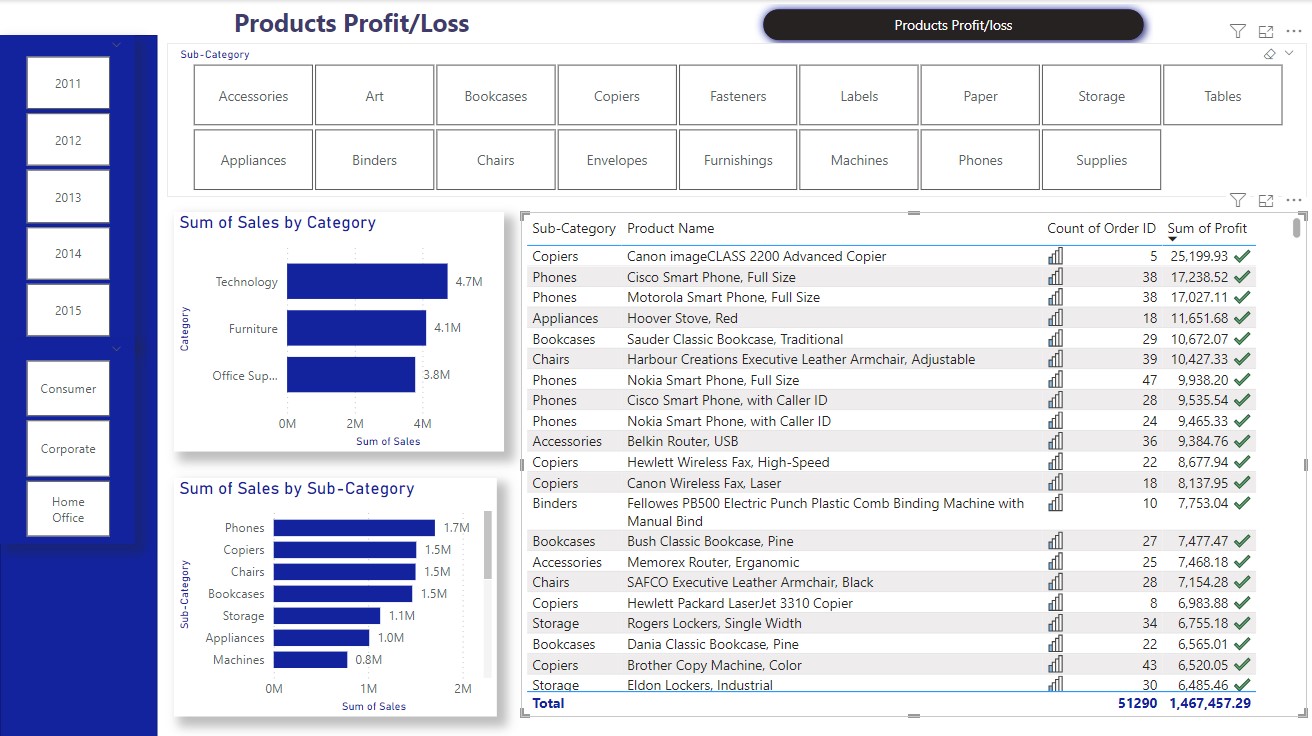 Products Profit/Loss
Products Profit/loss
2011
2012
2013
2014
2015
Consumer
Corporate
Home
Office
Sub-Category
Accessories Art Bookcases Copiers Fasteners Labels Paper Storage Tables
Appliances Binders Chairs Envelopes Furnishings Machines Phones Supplies
Sum of Sales by Category
Category
Technology 4.7M
Furniture 4.1M
Office Sup... 3.8M
0M 2M 4M
Sum of Sales
Sum of Sales by Sub-Category
Sub-Category
Phones 1.7M
Copiers 1.5M
Chairs 1.5M
Bookcases 1.5M
Storage 1.1M
Appliances 1.0M
Machines 0.8M
0M 1M 2M
Sum of Sales
Sub-Category Product Name Count of Order ID Sum of Profit
Copiers Canon imageCLASS 2200 Advanced Copier 5 25,199.93
Phones Cisco Smart Phone, Full Size 38 17,238.52
Phones Motorola Smart Phone, Full Size 38 17,027.11
Appliances Hoover Stove, Red 18 11,651.68
Bookcases Sauder Classic Bookcase, Traditional 29 10,672.07
Chairs Harbour Creations Executive Leather Armchair, Adjustable 39 10,427.33
Phones Nokia Smart Phone, Full Size 47 9,938.20
Phones Cisco Smart Phone, with Caller ID 28 9,535.54
Phones Nokia Smart Phone, with Caller ID 24 9,465.33
Accessories Belkin Router, USB 36 9,384.76
Copiers Hewlett Wireless Fax, High-Speed 22 8,677.94
Copiers Canon Wireless Fax, Laser 18 8,137.95
Binders Fellowes PB500 Electric Punch Plastic Comb Binding Machine with 10 7,753.04
Manual Bind
Bookcases Bush Classic Bookcase, Pine 27 7,477.47
Accessories Memorex Router, Erganomic 25 7,468.18
Chairs SAFCO Executive Leather Armchair, Black 28 7,154.28
Copiers Hewlett Packard LaserJet 3310 Copier 8 6,983.88
Storage Rogers Lockers, Single Width 34 6,755.18
Bookcases Dania Classic Bookcase, Pine 22 6,565.01
Copiers Brother Copy Machine, Color 43 6,520.05
Storage Eldon Lockers, Industrial 30 6,485.46
Total 51290 1,467,457.29